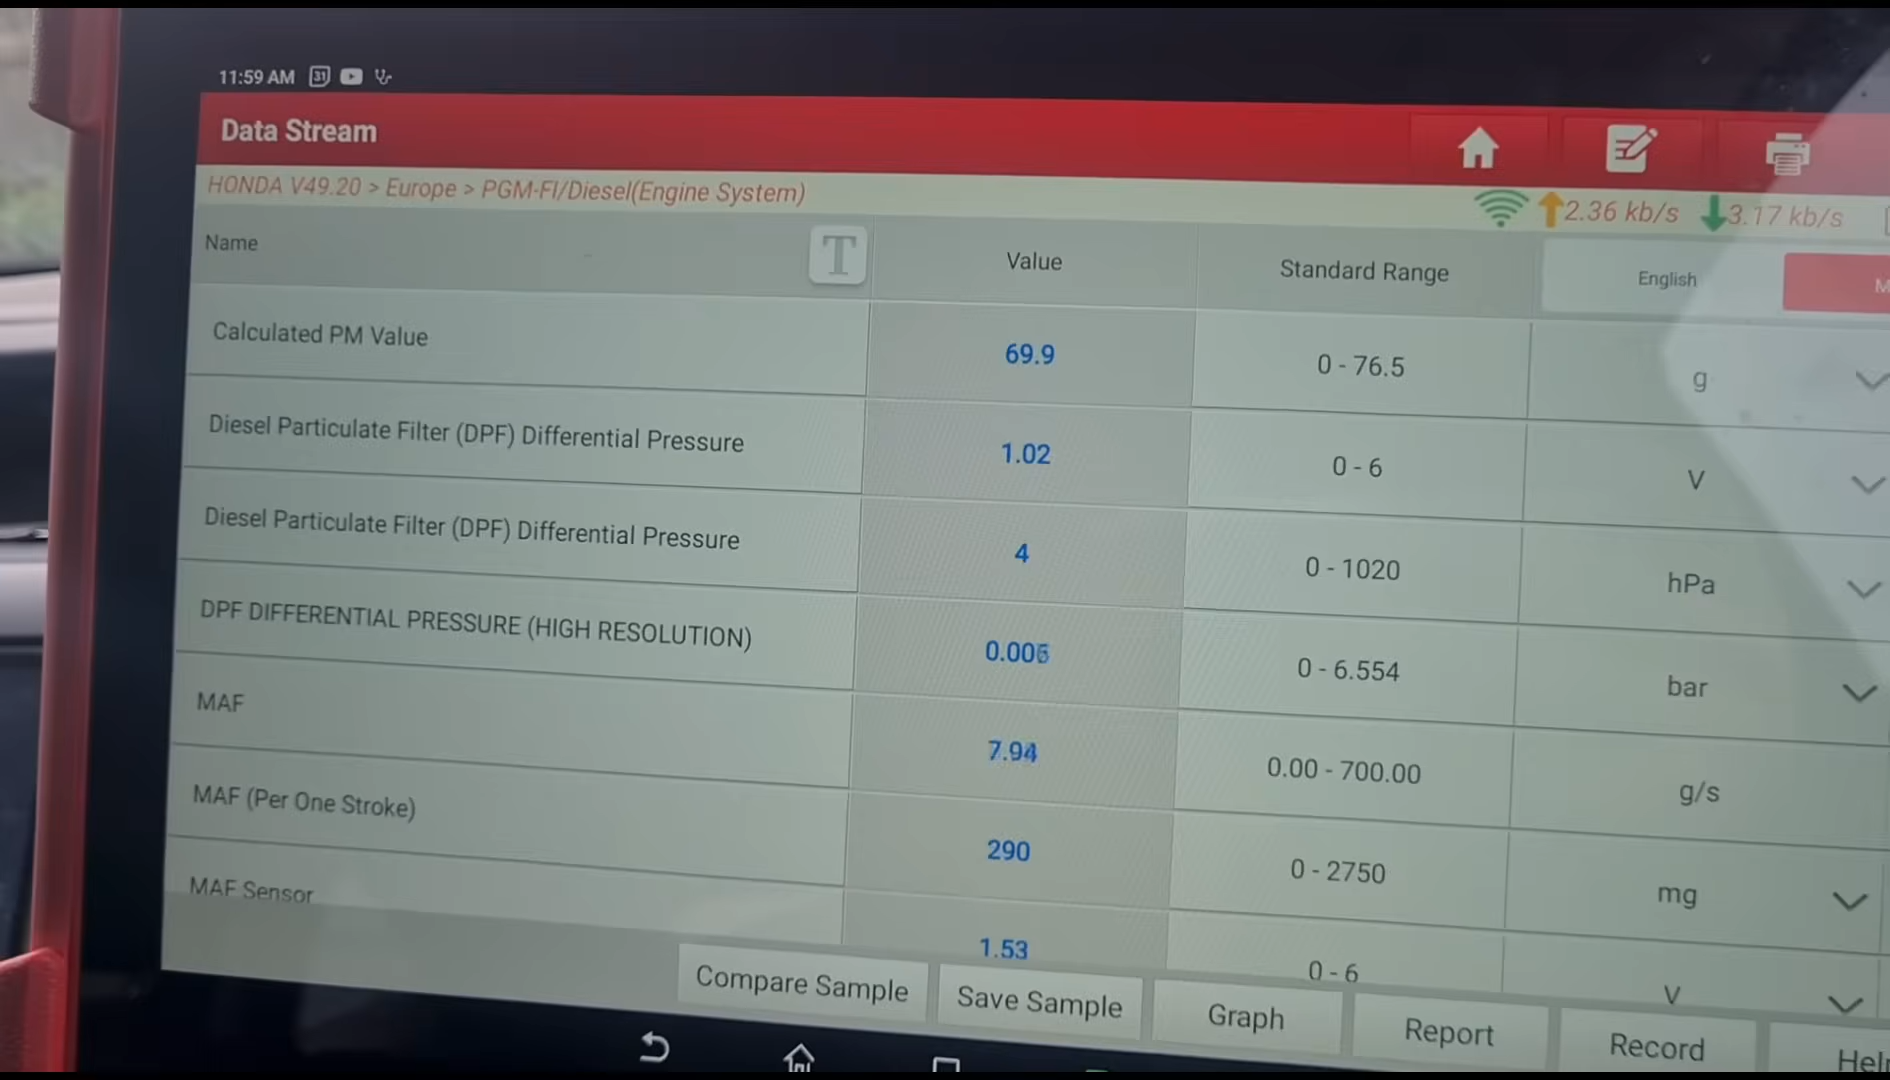 11:59 AM 31
Data Stream
HONDA V49.20 > Europe > PGM-FI/Diesel(Engine System)
2.36 kb/s 3.17 kb/s
Name T Value Standard Range English M
Calculated PM Value 69.9 0 - 76.5 g
Diesel Particulate Filter (DPF) Differential Pressure 1.02 0 - 6 V
Diesel Particulate Filter (DPF) Differential Pressure 4 0 - 1020 hPa
DPF DIFFERENTIAL PRESSURE (HIGH RESOLUTION) 0 - 6.554 bar
MAF 7.94 0.00 - 700.00 g/s
MAF (Per One Stroke) 290 0 - 2750 mg
MAF Sensor 1.53 0 - 6 V
Compare Sample Save Sample Graph Report Record Hel